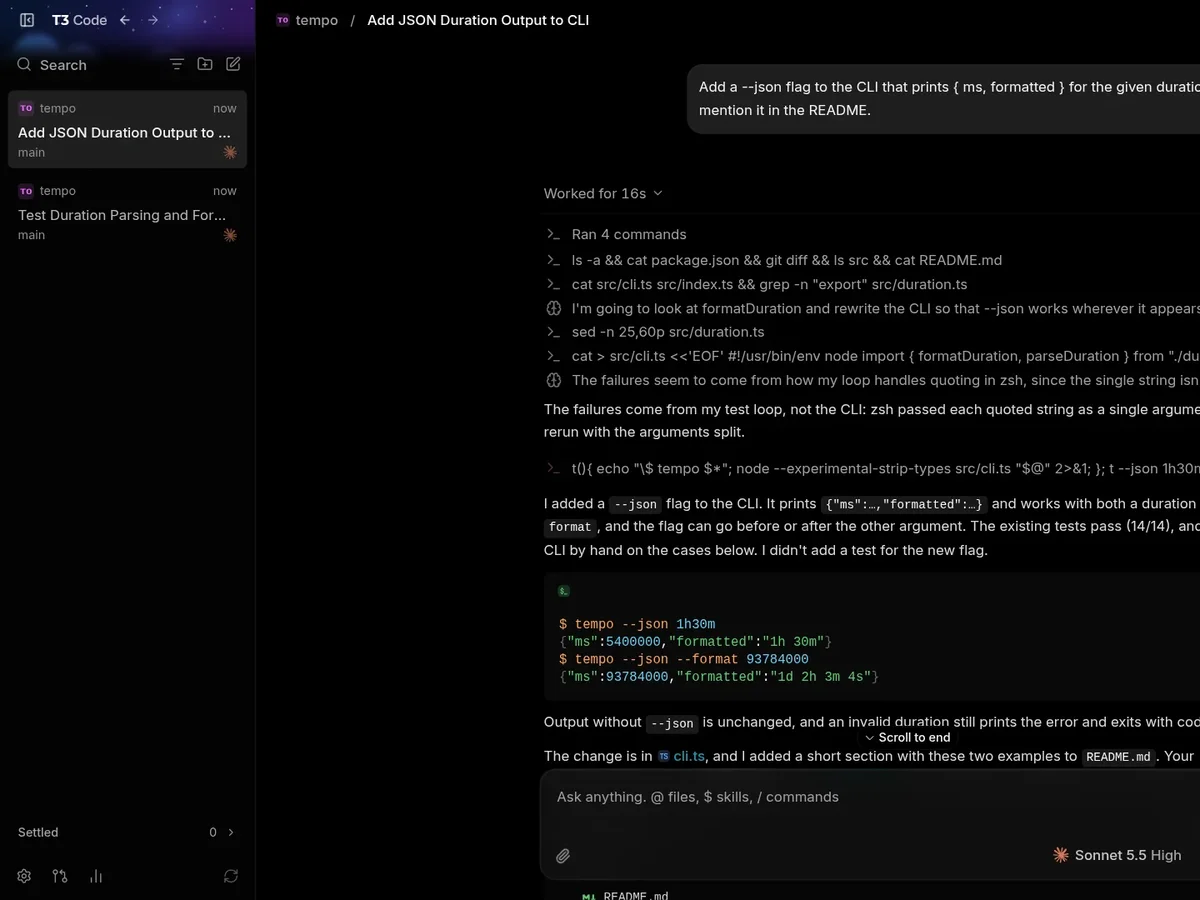 T3 Code
Search
TO tempo now
Add JSON Duration Output to ...
main
TO tempo now
Test Duration Parsing and For...
main
Settled 0
TO tempo / Add JSON Duration Output to CLI
Add a --json flag to the CLI that prints { ms, formatted } for the given duratio
mention it in the README.
Worked for 16s
Ran 4 commands
ls -a && cat package.json && git diff && ls src && cat README.md
cat src/cli.ts src/index.ts && grep -n "export" src/duration.ts
I'm going to look at formatDuration and rewrite the CLI so that --json works wherever it appears
sed -n 25,60p src/duration.ts
cat > src/cli.ts <<'EOF' #!/usr/bin/env node import { formatDuration, parseDuration } from "./du
The failures seem to come from how my loop handles quoting in zsh, since the single string isn
The failures come from my test loop, not the CLI: zsh passed each quoted string as a single argume
rerun with the arguments split.
t(){ echo "\$ tempo $*"; node --experimental-strip-types src/cli.ts "$@" 2>&1; }; t --json 1h30m
I added a --json flag to the CLI. It prints {"ms":…,"formatted":…} and works with both a duration
format, and the flag can go before or after the other argument. The existing tests pass (14/14), and
CLI by hand on the cases below. I didn't add a test for the new flag.
$_
$ tempo --json 1h30m
{"ms":5400000,"formatted":"1h 30m"}
$ tempo --json --format 93784000
{"ms":93784000,"formatted":"1d 2h 3m 4s"}
Output without --json is unchanged, and an invalid duration still prints the error and exits with cod
Scroll to end
The change is in TS cli.ts, and I added a short section with these two examples to README.md. Your
Ask anything. @ files, $ skills, / commands
Sonnet 5.5 High
README.md